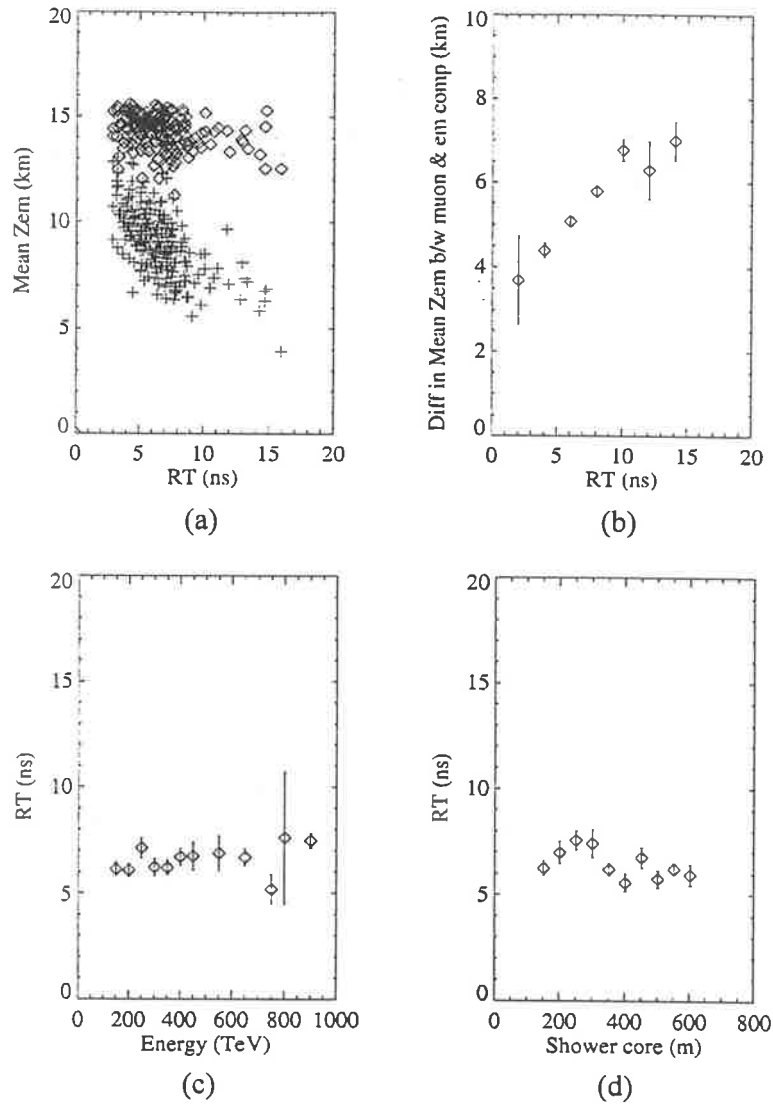 20
15
10
5
0
Mean Zem (km)
0 5 10 15 20
RT (ns)
(a)
10
8
6
4
2
0
Diff in Mean Zem b/w muon & em comp (km)
0 5 10 15 20
RT (ns)
(b)
20
15
10
5
0
RT (ns)
0 200 400 600 800 1000
Energy (TeV)
(c)
20
15
10
5
0
RT (ns)
0 200 400 600 800
Shower core (m)
(d)